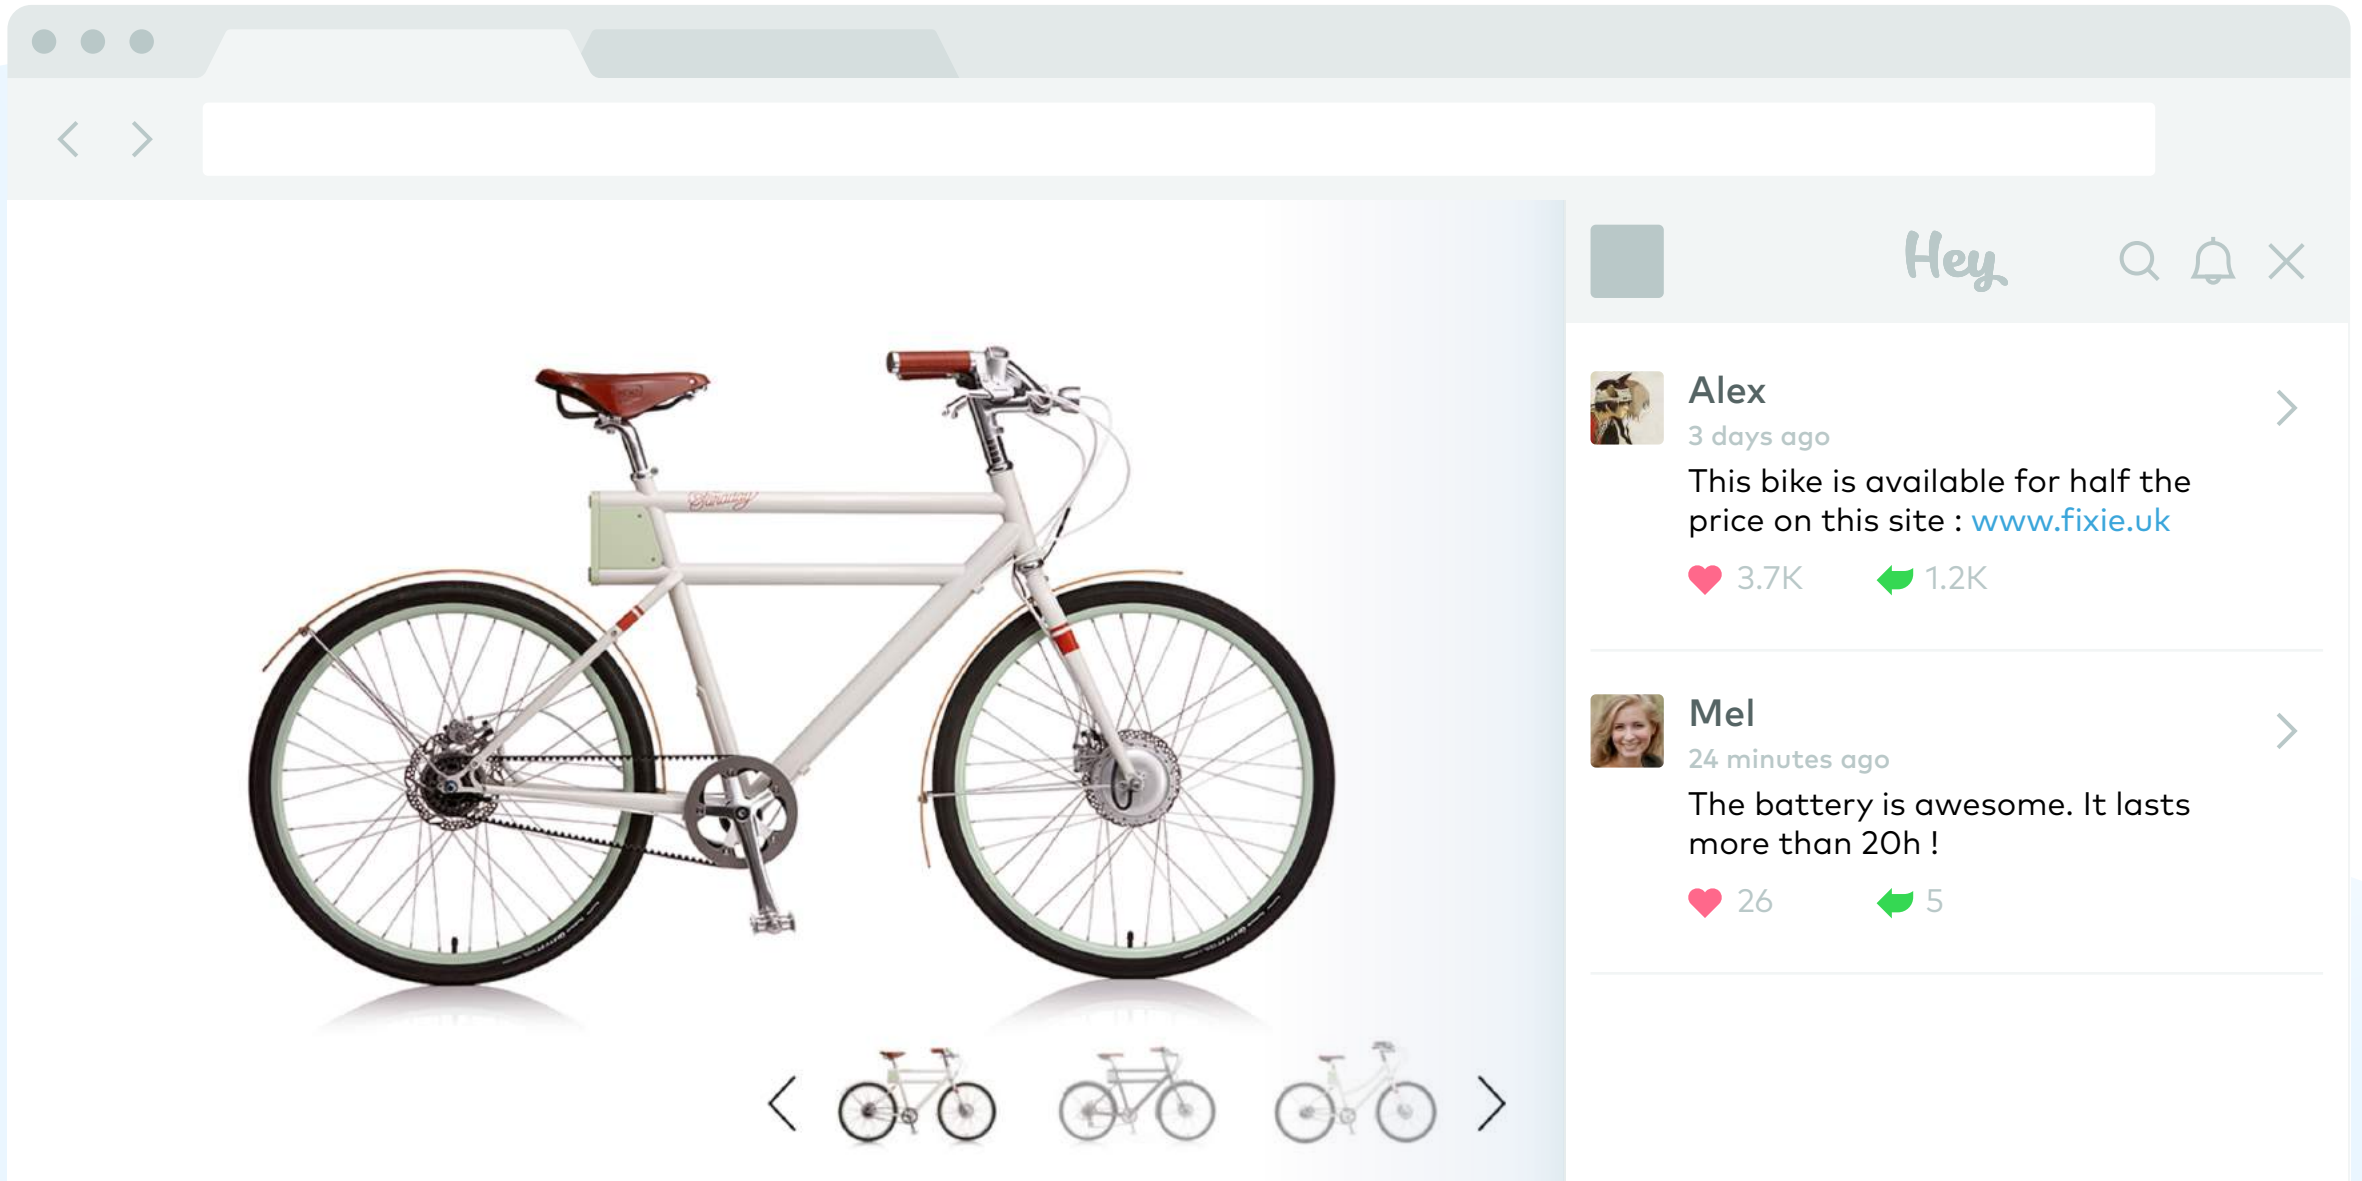 Hey
Faraday
Alex
3 days ago
This bike is available for half the
price on this site : www.fixie.uk
3.7K 1.2K
Mel
24 minutes ago
The battery is awesome. It lasts
more than 20h !
26 5